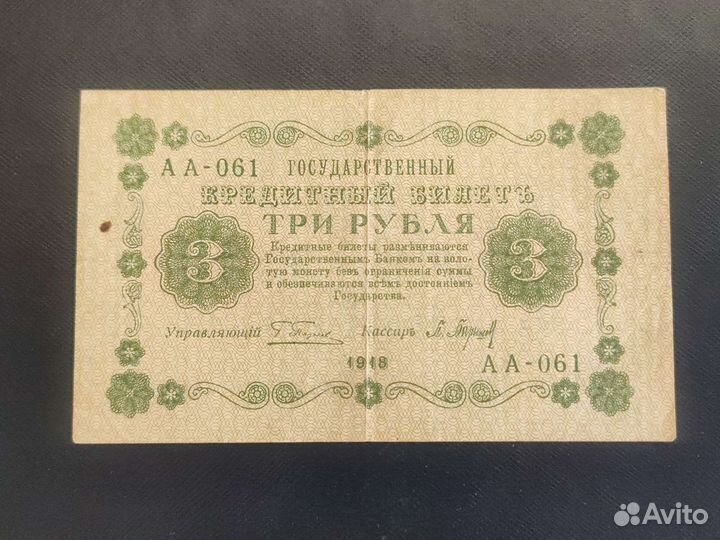 АА-061 ГОСУДАРСТВЕННЫЙ
КРЕДИТНЫЙ БИЛЕТЪ
ТРИ РУБЛЯ
3 3
Кредитные билеты размѣниваются
Государственнымъ Банкомъ на золо-
тую монету безъ ограниченія суммы
и обезпечиваются всѣмъ достояніемъ
Государства.
Управляющій Кассиръ
1918
АА-061
Avito